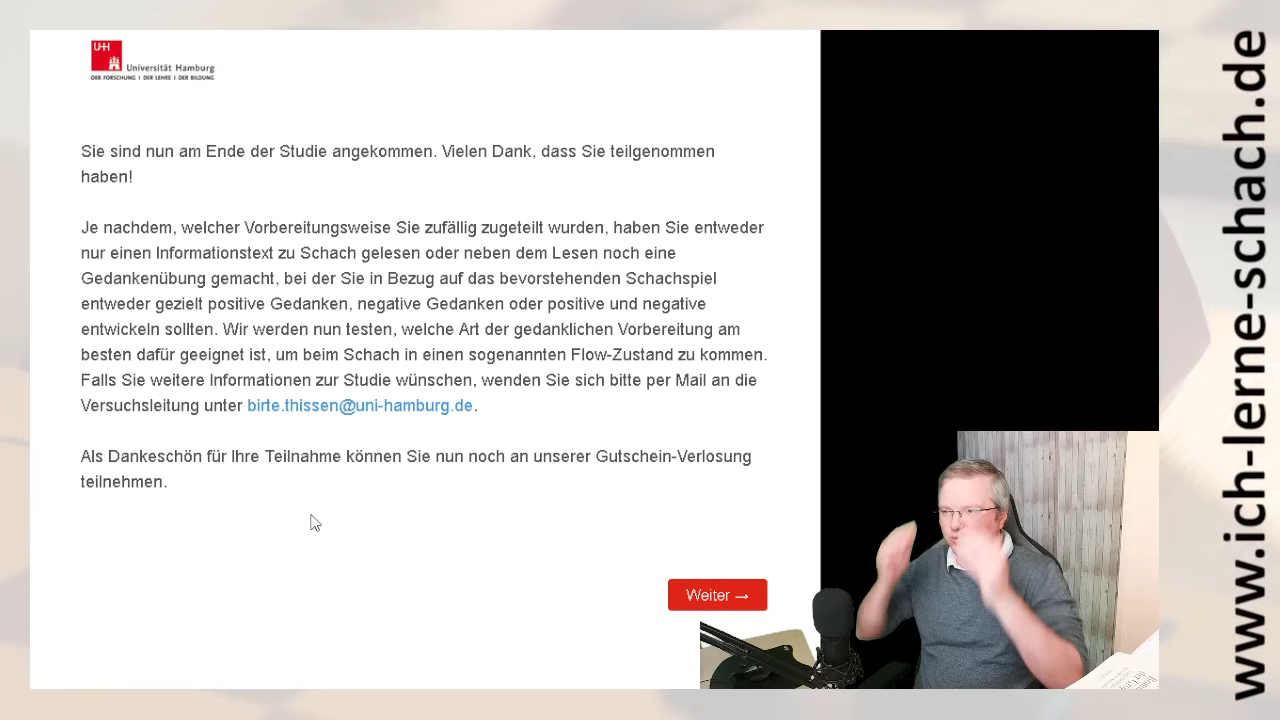 U-H
Universität Hamburg
DER FORSCHUNG | DER LEHRE | DER BILDUNG
Sie sind nun am Ende der Studie angekommen. Vielen Dank, dass Sie teilgenommen
haben!
Je nachdem, welcher Vorbereitungsweise Sie zufällig zugeteilt wurden, haben Sie entweder
nur einen Informationstext zu Schach gelesen oder neben dem Lesen noch eine
Gedankenübung gemacht, bei der Sie in Bezug auf das bevorstehenden Schachspiel
entweder gezielt positive Gedanken, negative Gedanken oder positive und negative
entwickeln sollten. Wir werden nun testen, welche Art der gedanklichen Vorbereitung am
besten dafür geeignet ist, um beim Schach in einen sogenannten Flow-Zustand zu kommen.
Falls Sie weitere Informationen zur Studie wünschen, wenden Sie sich bitte per Mail an die
Versuchsleitung unter birte.thissen@uni-hamburg.de.
Als Dankeschön für Ihre Teilnahme können Sie nun noch an unserer Gutschein-Verlosung
teilnehmen.
Weiter →
www.ich-lerne-schach.de